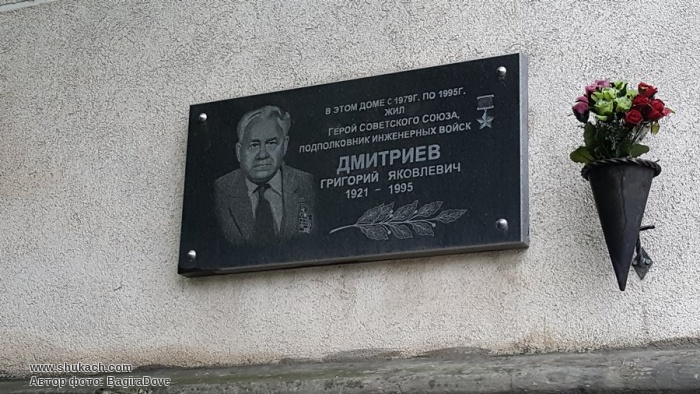 В ЭТОМ ДОМЕ С 1979Г. ПО 1995Г.
ЖИЛ
ГЕРОЙ СОВЕТСКОГО СОЮЗА,
ПОДПОЛКОВНИК ИНЖЕНЕРНЫХ ВОЙСК
ДМИТРИЕВ
ГРИГОРИЙ ЯКОВЛЕВИЧ
1921 - 1995
www.shukach.com
Автор фото: BagiraDove